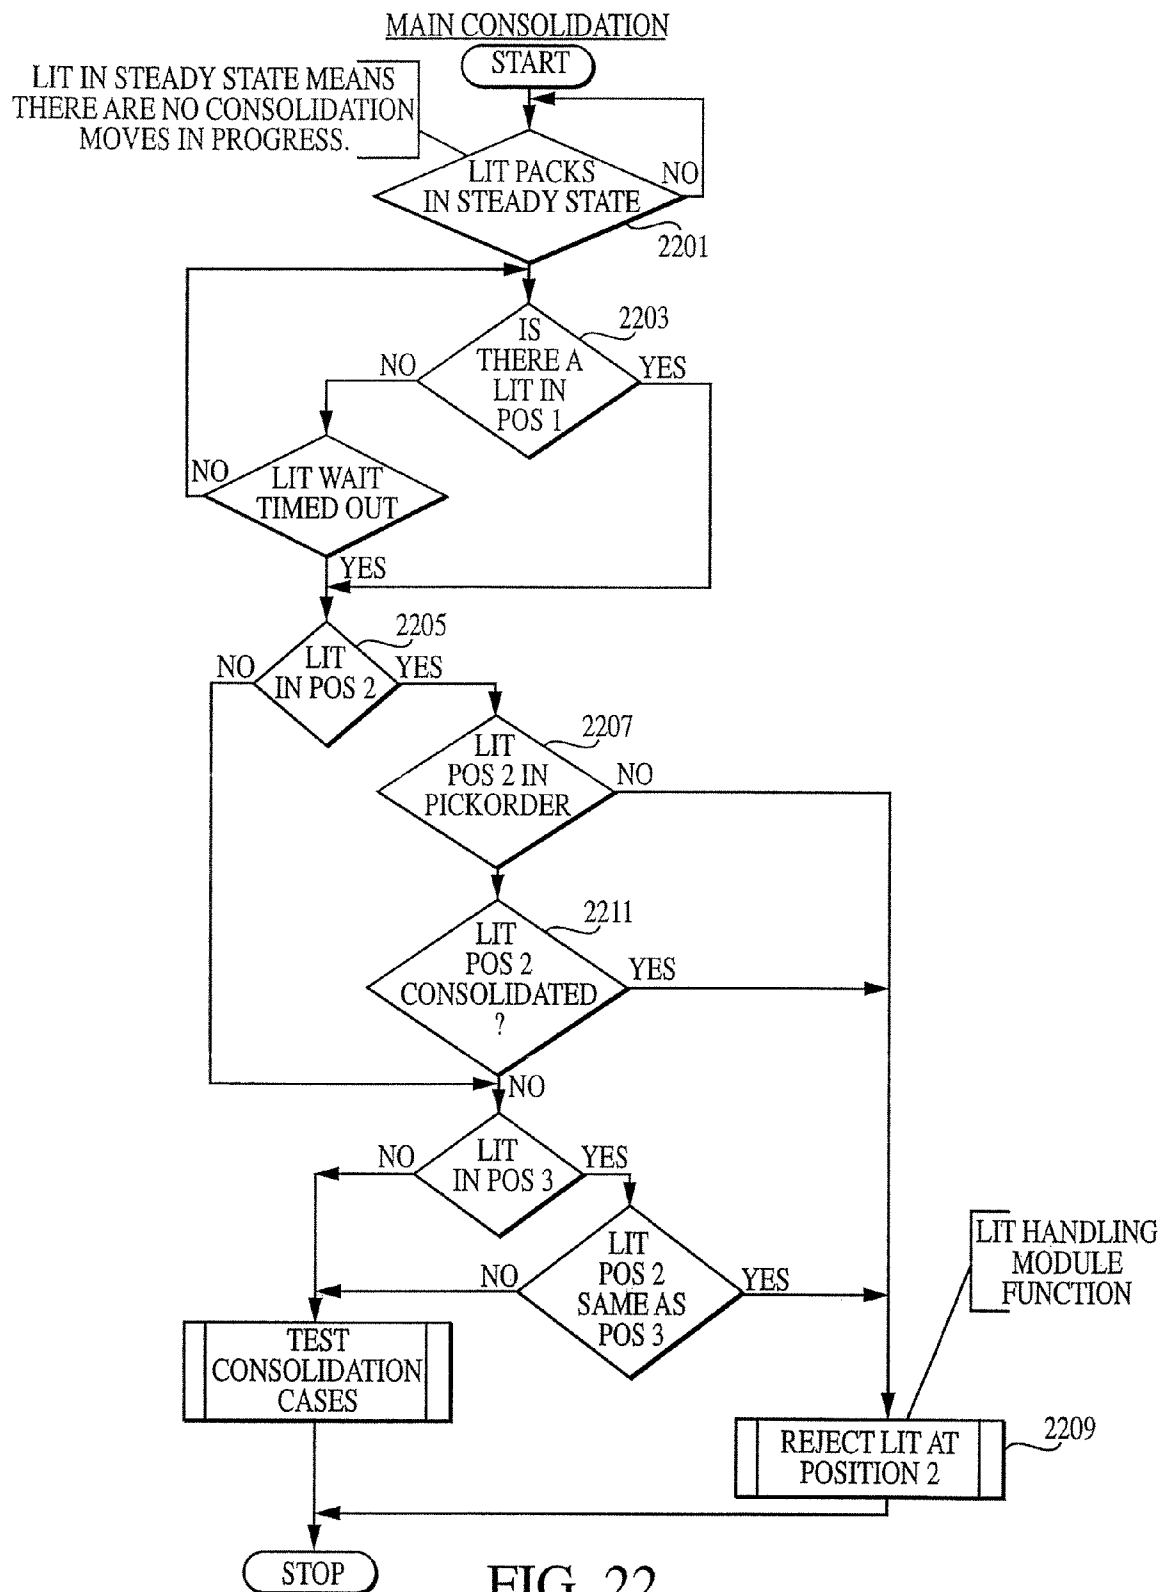 MAIN CONSOLIDATION
START
LIT IN STEADY STATE MEANS
THERE ARE NO CONSOLIDATION
MOVES IN PROGRESS.
LIT PACKS
IN STEADY STATE
NO
2201
IS
THERE A
LIT IN
POS 1
2203
NO
YES
LIT WAIT
TIMED OUT
NO
YES
LIT
IN POS 2
2205
NO
YES
LIT
POS 2 IN
PICKORDER
2207
NO
LIT
POS 2
CONSOLIDATED
?
2211
YES
NO
LIT
IN POS 3
NO
YES
LIT
POS 2
SAME AS
POS 3
NO
YES
LIT HANDLING
MODULE
FUNCTION
TEST
CONSOLIDATION
CASES
REJECT LIT AT
POSITION 2
2209
STOP
FIG. 22